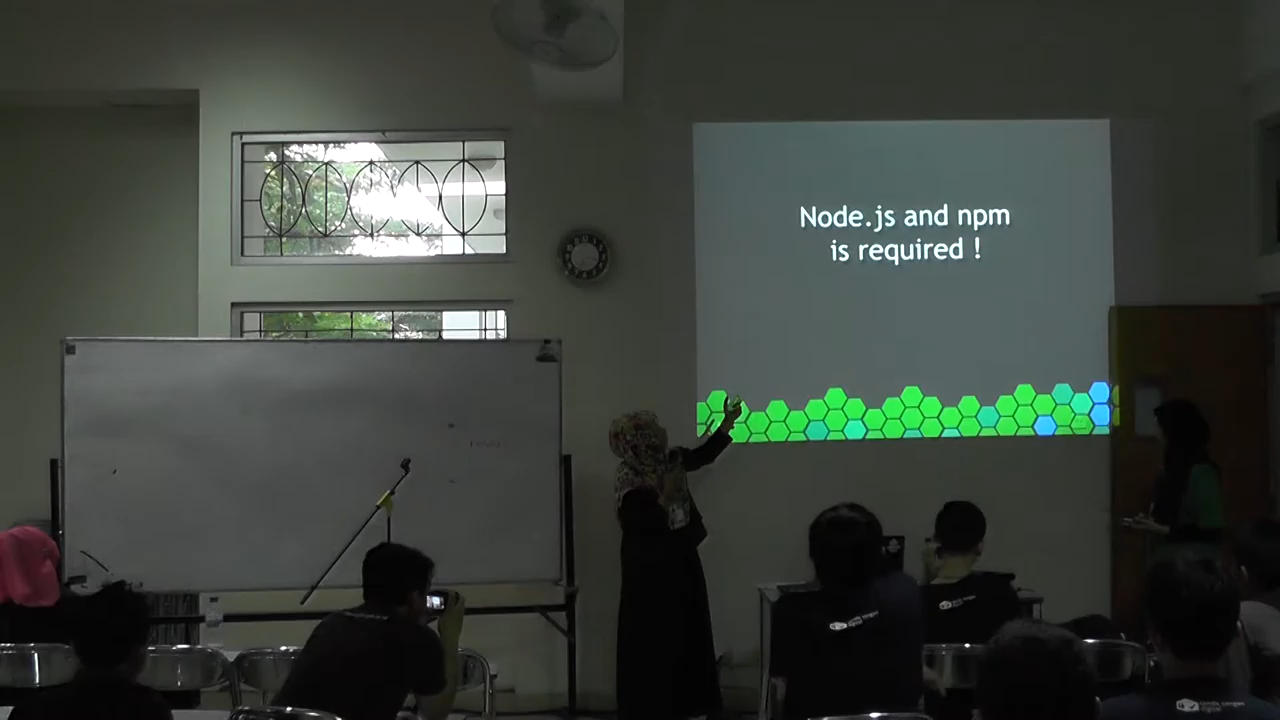 Node.js and npm
is required !